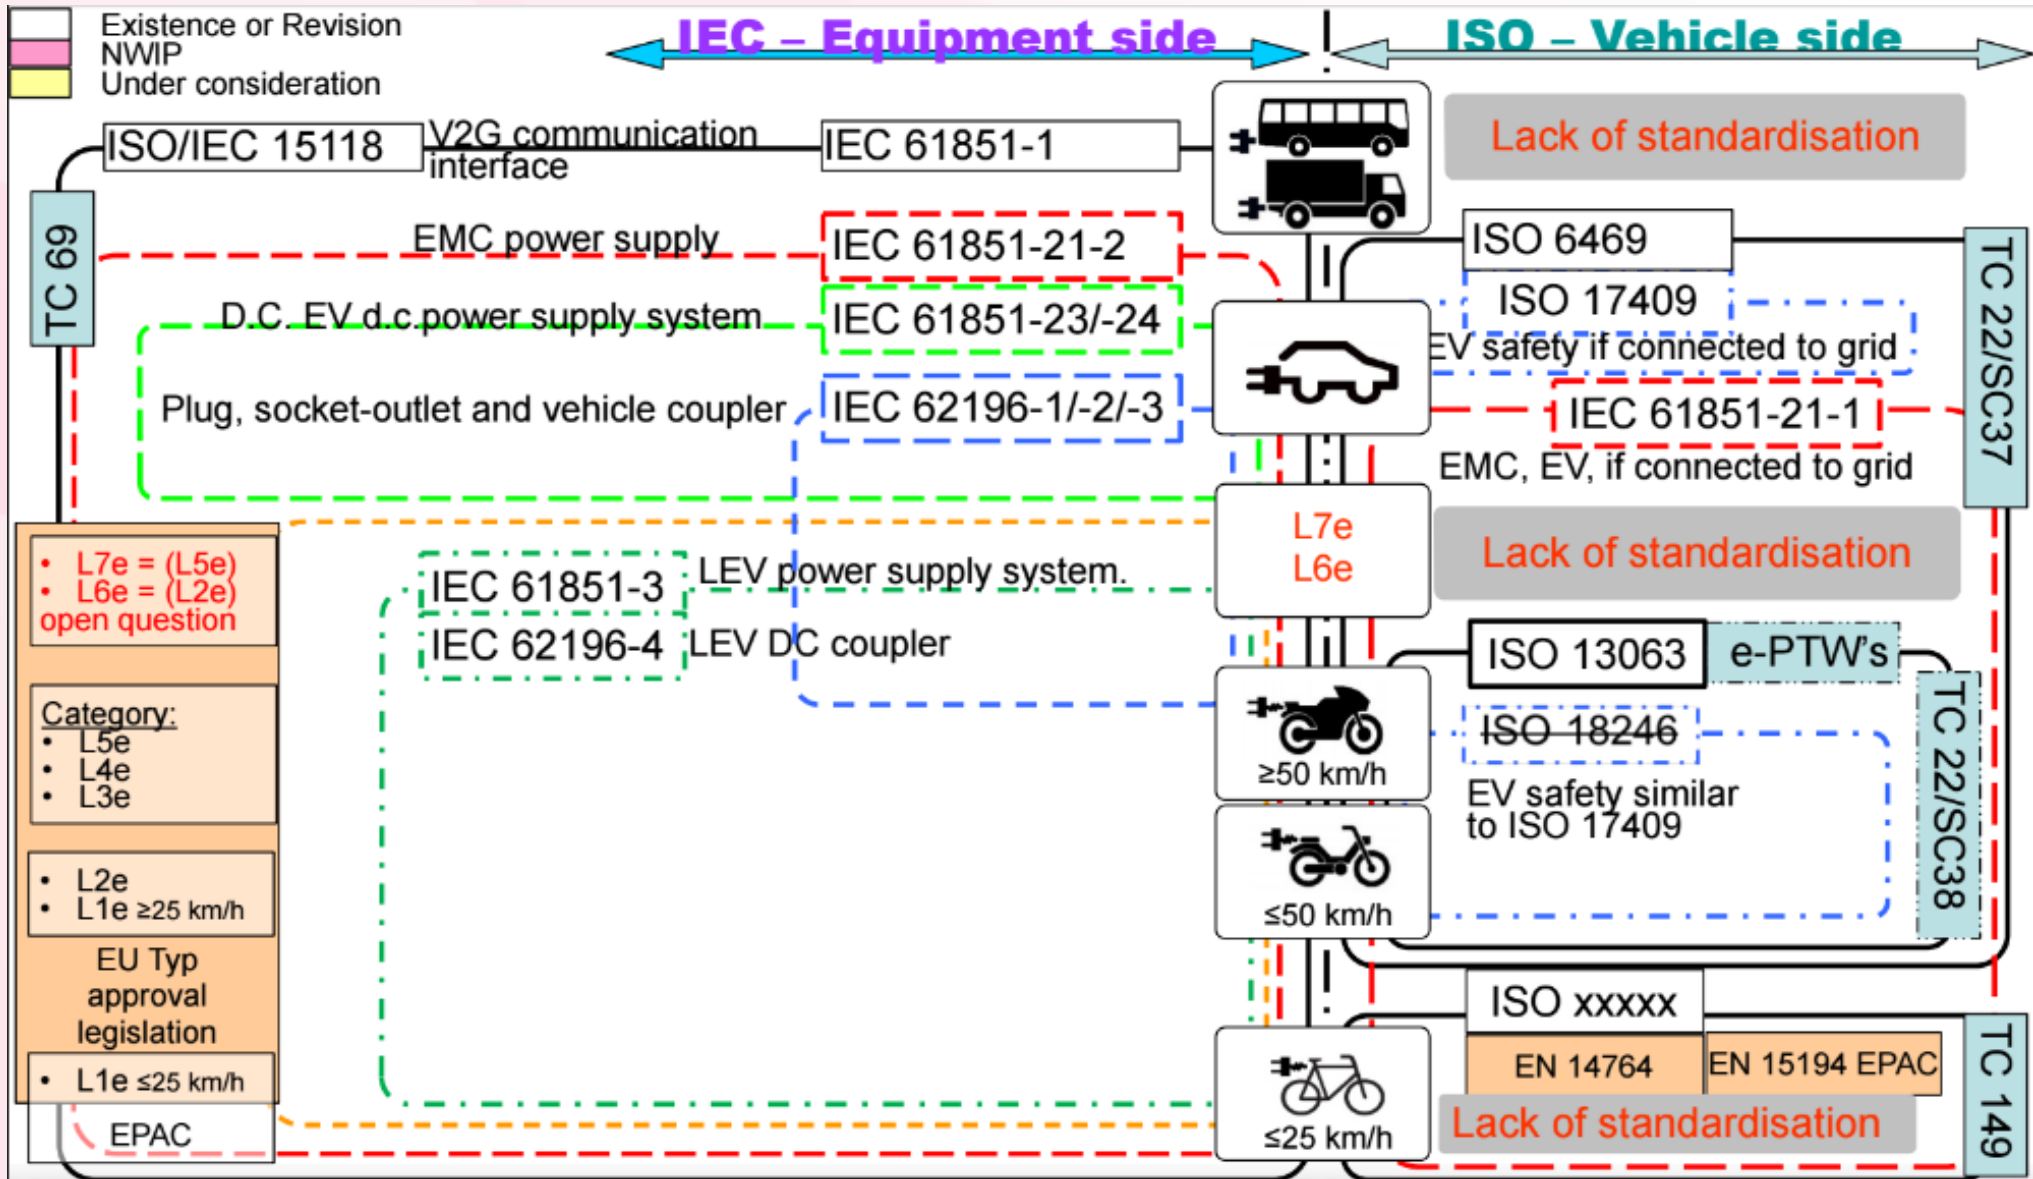 Existence or Revision
NWIP
Under consideration
IEC – Equipment side
ISO – Vehicle side
ISO/IEC 15118
V2G communication
interface
IEC 61851-1
Lack of standardisation
TC 69
EMC power supply
IEC 61851-21-2
ISO 6469
ISO 17409
D.C. EV d.c.power supply system
IEC 61851-23/-24
EV safety if connected to grid
TC 22/SC37
Plug, socket-outlet and vehicle coupler
IEC 62196-1/-2/-3
IEC 61851-21-1
EMC, EV, if connected to grid
L7e
L6e
Lack of standardisation
• L7e = (L5e)
• L6e = (L2e)
open question
IEC 61851-3
LEV power supply system.
IEC 62196-4
LEV DC coupler
ISO 13063
e-PTW's
TC 22/SC38
Category:
• L5e
• L4e
• L3e
ISO 18246
≥50 km/h
EV safety similar
to ISO 17409
• L2e
• L1e ≥25 km/h
≤50 km/h
EU Typ
approval
legislation
ISO xxxxx
EN 14764
EN 15194 EPAC
TC 149
• L1e ≤25 km/h
EPAC
≤25 km/h
Lack of standardisation